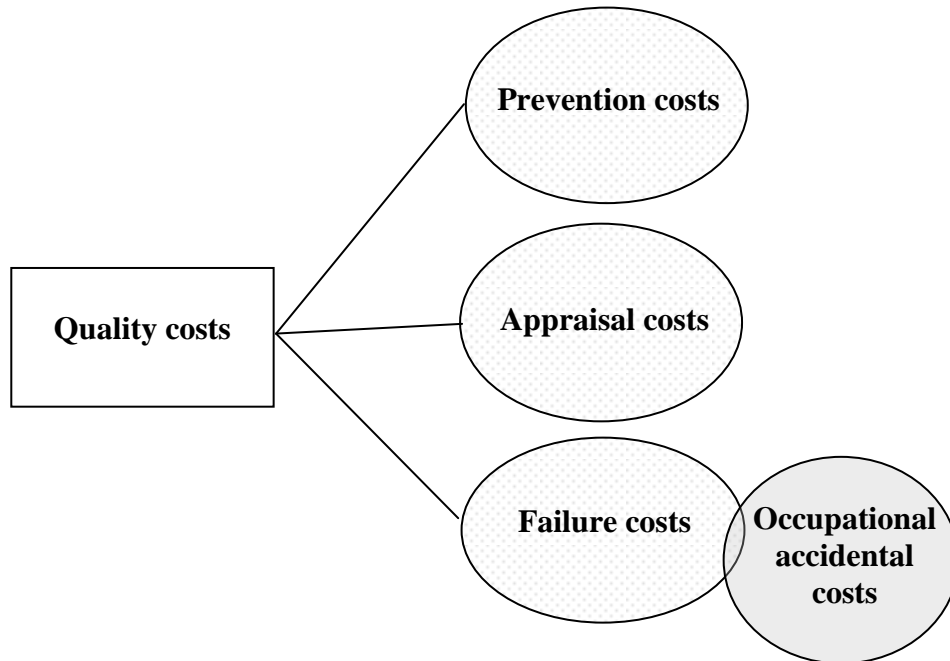 Prevention costs
Quality costs
Appraisal costs
Failure costs
Occupational
accidental
costs